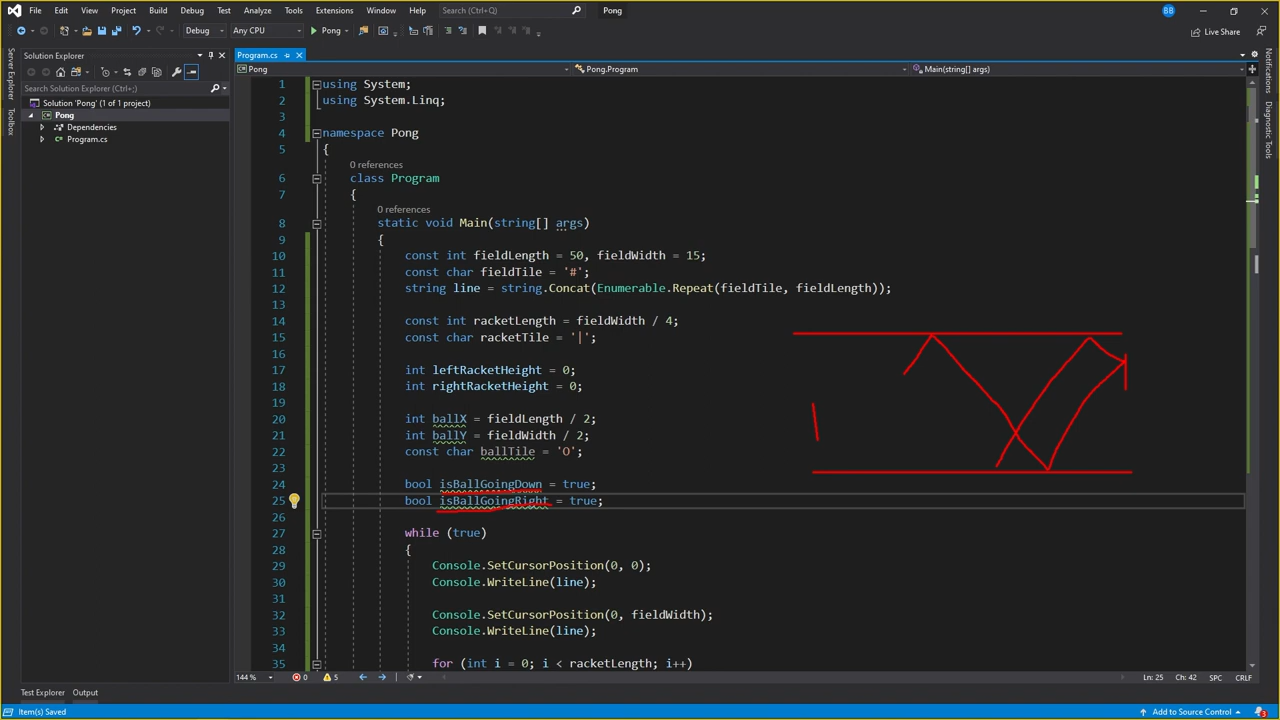 File Edit View Project Build Debug Test Analyze Tools Extensions Window Help Search (Ctrl+Q) Pong BB
Debug Any CPU Pong Live Share
Solution Explorer
Search Solution Explorer (Ctrl+;)
Solution 'Pong' (1 of 1 project)
Pong
Dependencies
Program.cs
Server Explorer
Toolbox
Program.cs
Pong Pong.Program Main(string[] args)
1 using System;
2 using System.Linq;
3
4 namespace Pong
5 {
0 references
6 class Program
7 {
0 references
8 static void Main(string[] args)
9 {
10 const int fieldLength = 50, fieldWidth = 15;
11 const char fieldTile = '#';
12 string line = string.Concat(Enumerable.Repeat(fieldTile, fieldLength));
13
14 const int racketLength = fieldWidth / 4;
15 const char racketTile = '|';
16
17 int leftRacketHeight = 0;
18 int rightRacketHeight = 0;
19
20 int ballX = fieldLength / 2;
21 int ballY = fieldWidth / 2;
22 const char ballTile = 'O';
23
24 bool isBallGoingDown = true;
25 bool isBallGoingRight = true;
26
27 while (true)
28 {
29 Console.SetCursorPosition(0, 0);
30 Console.WriteLine(line);
31
32 Console.SetCursorPosition(0, fieldWidth);
33 Console.WriteLine(line);
34
35 for (int i = 0; i < racketLength; i++)
Notifications
Diagnostic Tools
144 % 0 5 Ln: 25 Ch: 42 SPC CRLF
Test Explorer Output
Item(s) Saved Add to Source Control 3